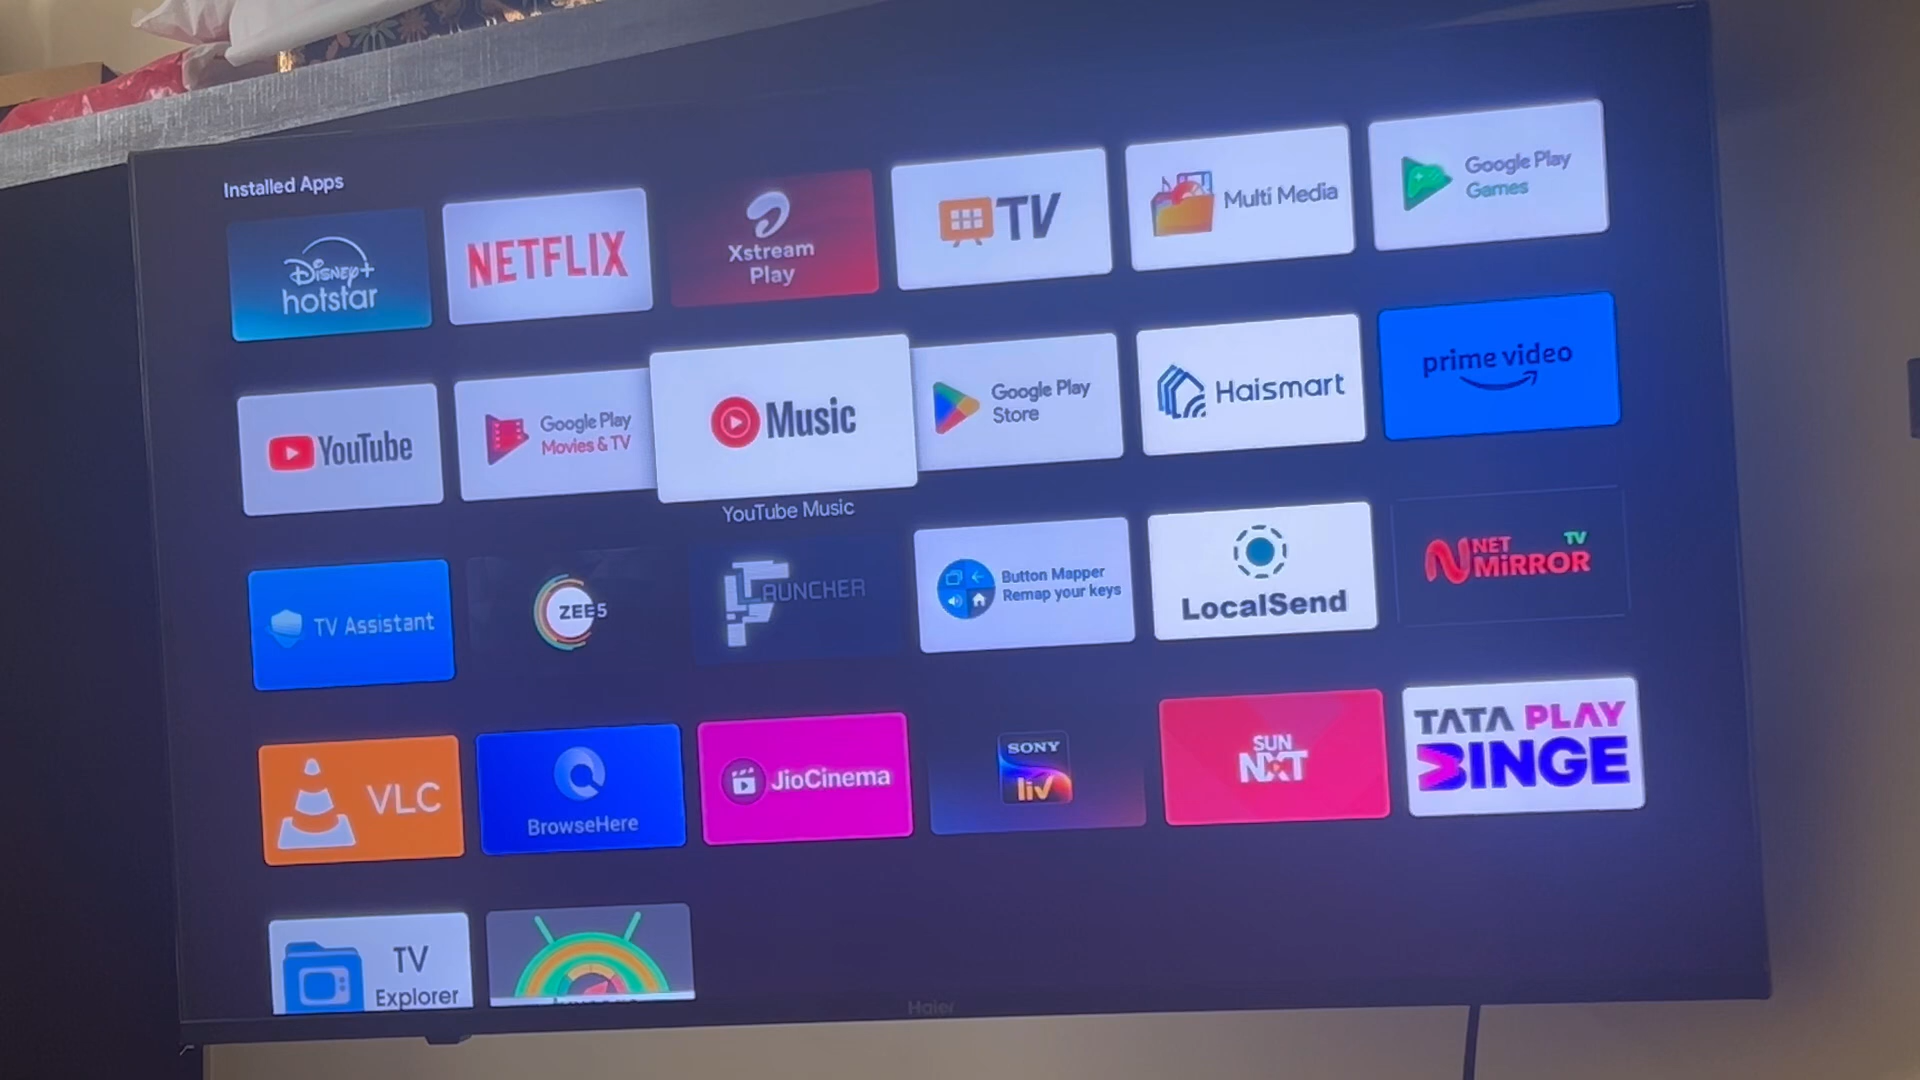 Installed Apps
Disney+
hotstar
NETFLIX
Xstream
Play
TV
Multi Media
Google Play
Games
YouTube
Google Play
Movies & TV
Music
YouTube Music
Google Play
Store
Haismart
prime video
TV Assistant
ZEE5
LAUNCHER
Button Mapper
Remap your keys
LocalSend
NET
MiRROR
TV
VLC
BrowseHere
JioCinema
SONY
liv
SUN
NXT
TATA PLAY
BINGE
TV
Explorer
Haier